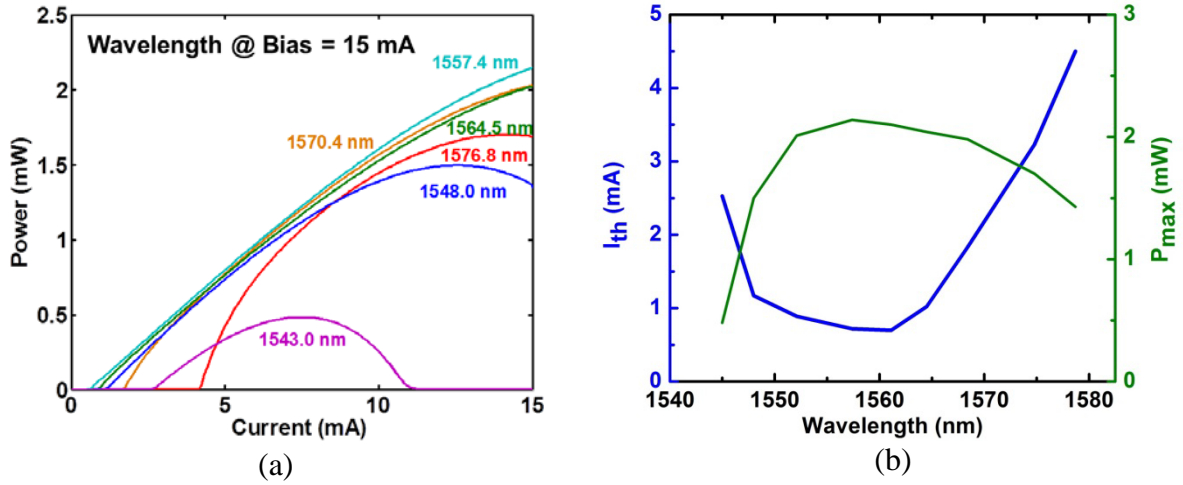 2.5
2
1.5
1
0.5
0
Power (mW)
Wavelength @ Bias = 15 mA
1557.4 nm
1570.4 nm
1564.5 nm
1576.8 nm
1548.0 nm
1543.0 nm
0 5 10 15
Current (mA)
(a)
5
4
3
2
1
0
I_th (mA)
3
2
1
0
P_max (mW)
1540 1550 1560 1570 1580
Wavelength (nm)
(b)